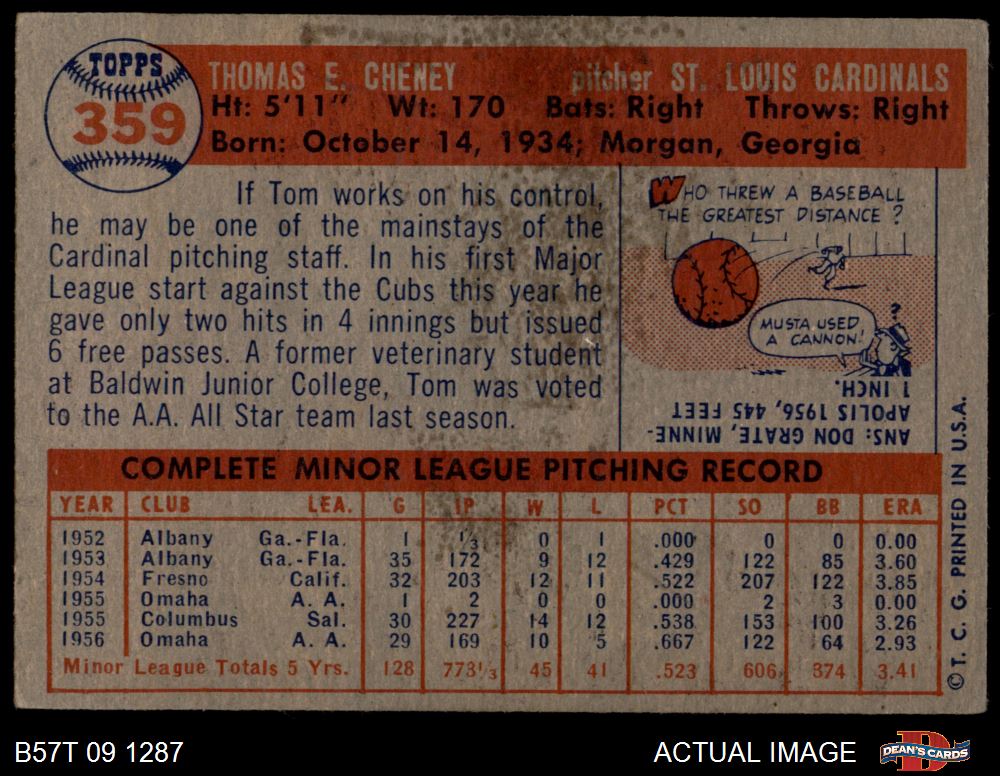 TOPPS
359
THOMAS E. CHENEY pitcher ST. LOUIS CARDINALS
Ht: 5'11" Wt: 170 Bats: Right Throws: Right
Born: October 14, 1934; Morgan, Georgia
If Tom works on his control,
he may be one of the mainstays of the
Cardinal pitching staff. In his first Major
League start against the Cubs this year he
gave only two hits in 4 innings but issued
6 free passes. A former veterinary student
at Baldwin Junior College, Tom was voted
to the A.A. All Star team last season.
WHO THREW A BASEBALL
THE GREATEST DISTANCE ?
?
MUSTA USED
A CANNON!
ANS: DON GRATE, MINNE-
APOLIS 1956, 445 FEET
1 INCH.
COMPLETE MINOR LEAGUE PITCHING RECORD
YEAR CLUB LEA. G IP W L PCT SO BB ERA
1952 Albany Ga.-Fla. 1 1/3 0 1 .000 0 0 0.00
1953 Albany Ga.-Fla. 35 172 9 12 .429 122 85 3.60
1954 Fresno Calif. 32 203 12 11 .522 207 122 3.85
1955 Omaha A. A. 1 2 0 0 .000 2 3 0.00
1955 Columbus Sal. 30 227 14 12 .538 153 100 3.26
1956 Omaha A. A. 29 169 10 5 .667 122 64 2.93
Minor League Totals 5 Yrs. 128 773 1/3 45 41 .523 606 374 3.41
© T. C. G. PRINTED IN U.S.A.
B57T 09 1287 ACTUAL IMAGE
D
DEAN'S CARDS